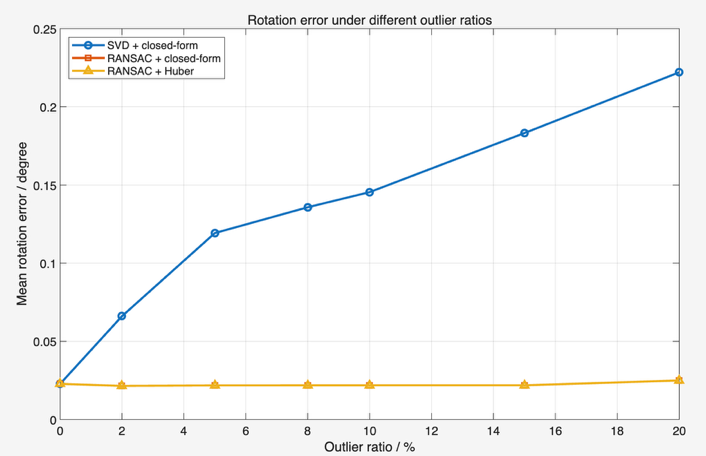 Rotation error under different outlier ratios
SVD + closed-form
RANSAC + closed-form
RANSAC + Huber
0.25
0.2
0.15
0.1
0.05
0
Mean rotation error / degree
0 2 4 6 8 10 12 14 16 18 20
Outlier ratio / %